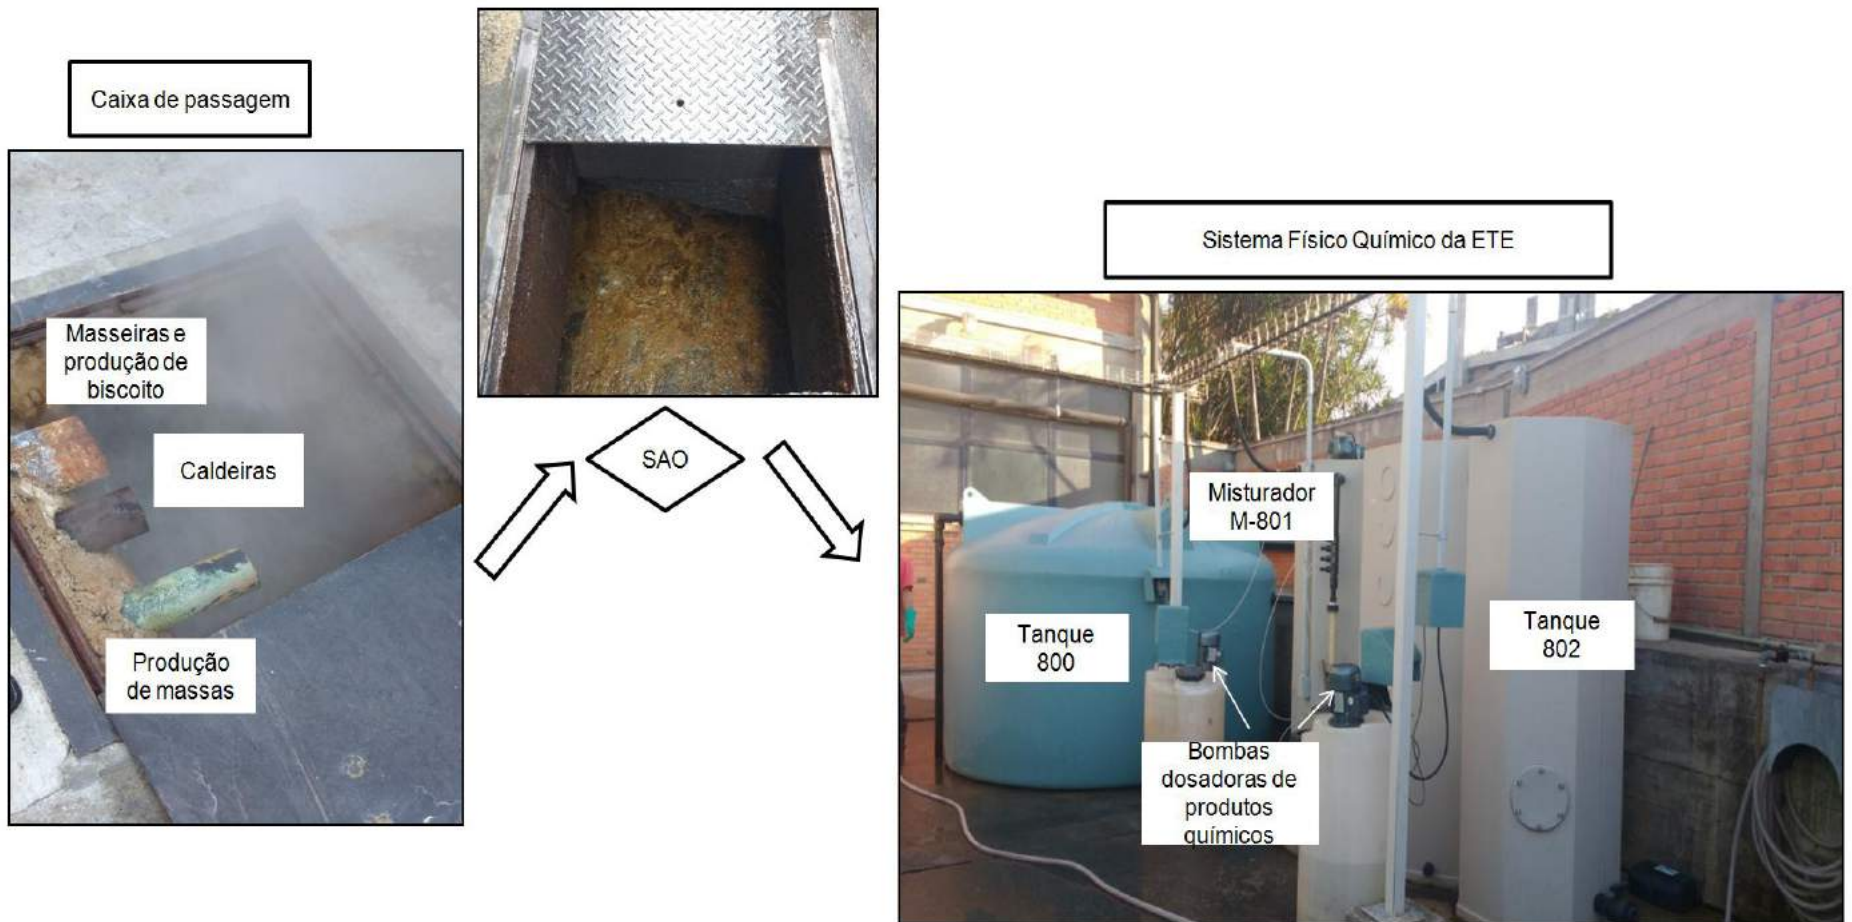 Caixa de passagem
Masseiras e
produção de
biscoito
Caldeiras
Produção
de massas
SAO
Sistema Físico Químico da ETE
Misturador
M-801
Tanque
800
Tanque
802
Bombas
dosadoras de
produtos
químicos